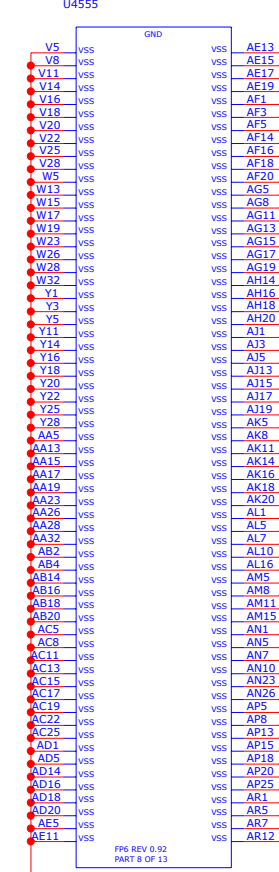 U4555
GND
V5 VSS VSS AE13
V8 VSS VSS AE15
V11 VSS VSS AE17
V14 VSS VSS AE19
V16 VSS VSS AF1
V18 VSS VSS AF3
V20 VSS VSS AF5
V22 VSS VSS AF14
V25 VSS VSS AF16
V28 VSS VSS AF18
W5 VSS VSS AF20
W13 VSS VSS AG5
W15 VSS VSS AG8
W17 VSS VSS AG11
W19 VSS VSS AG13
W23 VSS VSS AG15
W26 VSS VSS AG17
W28 VSS VSS AG19
W32 VSS VSS AH14
Y1 VSS VSS AH16
Y3 VSS VSS AH18
Y5 VSS VSS AH20
Y11 VSS VSS AJ1
Y14 VSS VSS AJ3
Y16 VSS VSS AJ5
Y18 VSS VSS AJ13
Y20 VSS VSS AJ15
Y22 VSS VSS AJ17
Y25 VSS VSS AJ19
Y28 VSS VSS AK5
AA5 VSS VSS AK8
AA13 VSS VSS AK11
AA15 VSS VSS AK14
AA17 VSS VSS AK16
AA19 VSS VSS AK18
AA23 VSS VSS AK20
AA26 VSS VSS AL1
AA28 VSS VSS AL5
AA32 VSS VSS AL7
AB2 VSS VSS AL10
AB4 VSS VSS AL16
AB14 VSS VSS AM5
AB16 VSS VSS AM8
AB18 VSS VSS AM11
AB20 VSS VSS AM15
AC5 VSS VSS AN1
AC8 VSS VSS AN5
AC11 VSS VSS AN7
AC13 VSS VSS AN10
AC15 VSS VSS AN23
AC17 VSS VSS AN26
AC19 VSS VSS AP5
AC22 VSS VSS AP8
AC25 VSS VSS AP13
AD1 VSS VSS AP15
AD5 VSS VSS AP18
AD14 VSS VSS AP20
AD16 VSS VSS AP25
AD18 VSS VSS AR1
AD20 VSS VSS AR5
AE5 VSS VSS AR7
AE11 VSS VSS AR12
FP6 REV 0.92
PART 8 OF 13